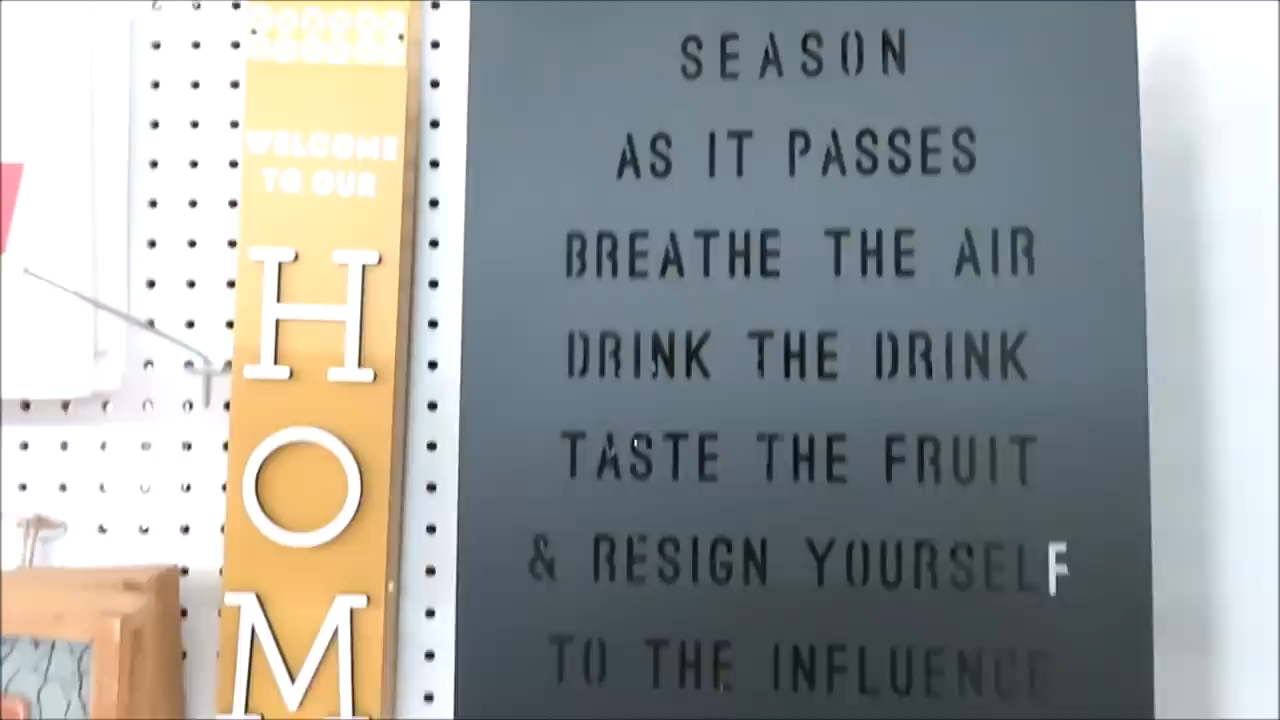 WELCOME
TO OUR
HOM
SEASON
AS IT PASSES
BREATHE THE AIR
DRINK THE DRINK
TASTE THE FRUIT
& RESIGN YOURSELF
TO THE INFLUENCE